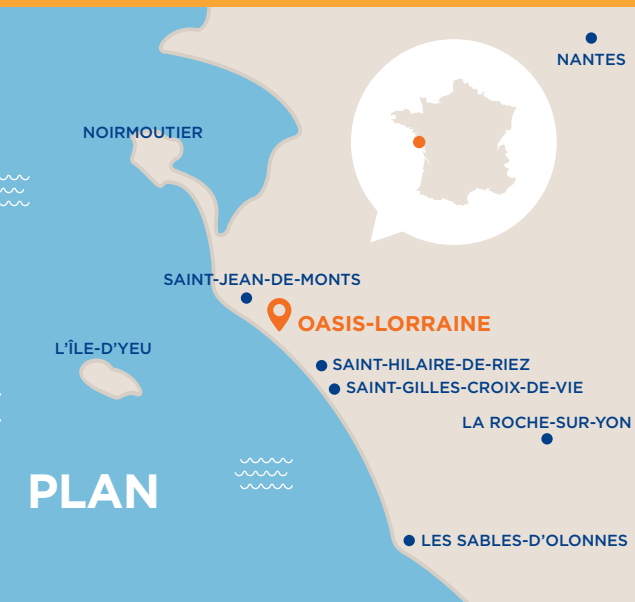 NANTES
NOIRMOUTIER
SAINT-JEAN-DE-MONTS
OASIS-LORRAINE
L'ÎLE-D'YEU
SAINT-HILAIRE-DE-RIEZ
SAINT-GILLES-CROIX-DE-VIE
LA ROCHE-SUR-YON
PLAN
LES SABLES-D'OLONNES